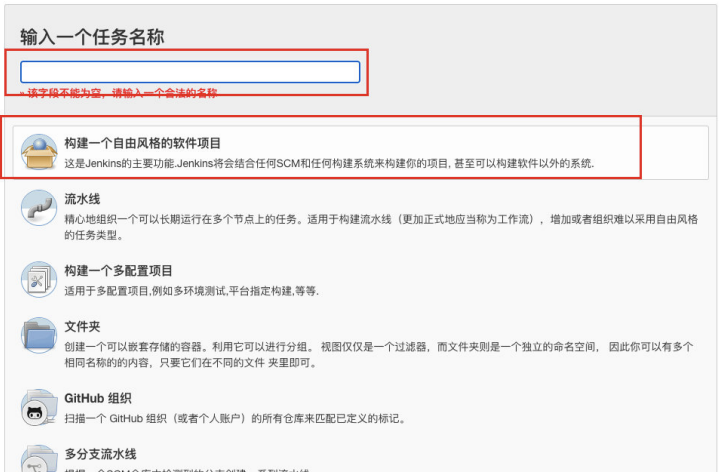 输入一个任务名称
» 该字段不能为空，请输入一个合法的名称
构建一个自由风格的软件项目
这是Jenkins的主要功能.Jenkins将会结合任何SCM和任何构建系统来构建你的项目, 甚至可以构建软件以外的系统.
流水线
精心地组织一个可以长期运行在多个节点上的任务。适用于构建流水线（更加正式地应当称为工作流），增加或者组织难以采用自由风格
的任务类型。
构建一个多配置项目
适用于多配置项目,例如多环境测试,平台指定构建,等等.
文件夹
创建一个可以嵌套存储的容器。利用它可以进行分组。 视图仅仅是一个过滤器，而文件夹则是一个独立的命名空间， 因此你可以有多个
相同名称的的内容，只要它们在不同的文件 夹里即可。
GitHub 组织
扫描一个 GitHub 组织（或者个人账户）的所有仓库来匹配已定义的标记。
多分支流水线